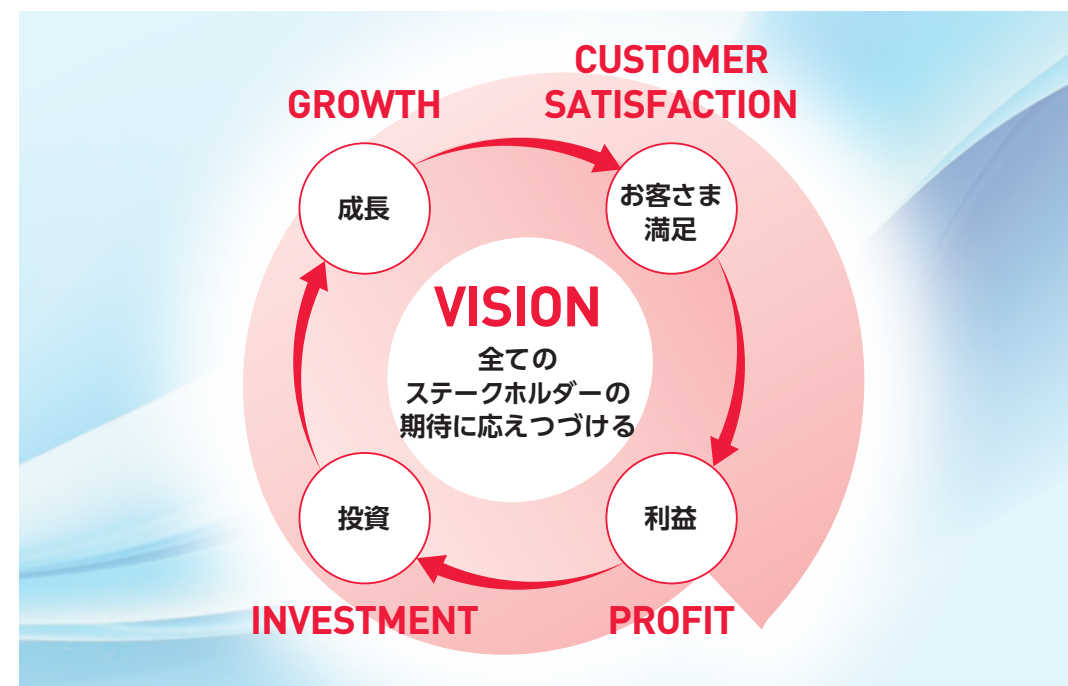 GROWTH
CUSTOMER
SATISFACTION
成長
お客さま
満足
VISION
全ての
ステークホルダーの
期待に応えつづける
投資
利益
INVESTMENT
PROFIT